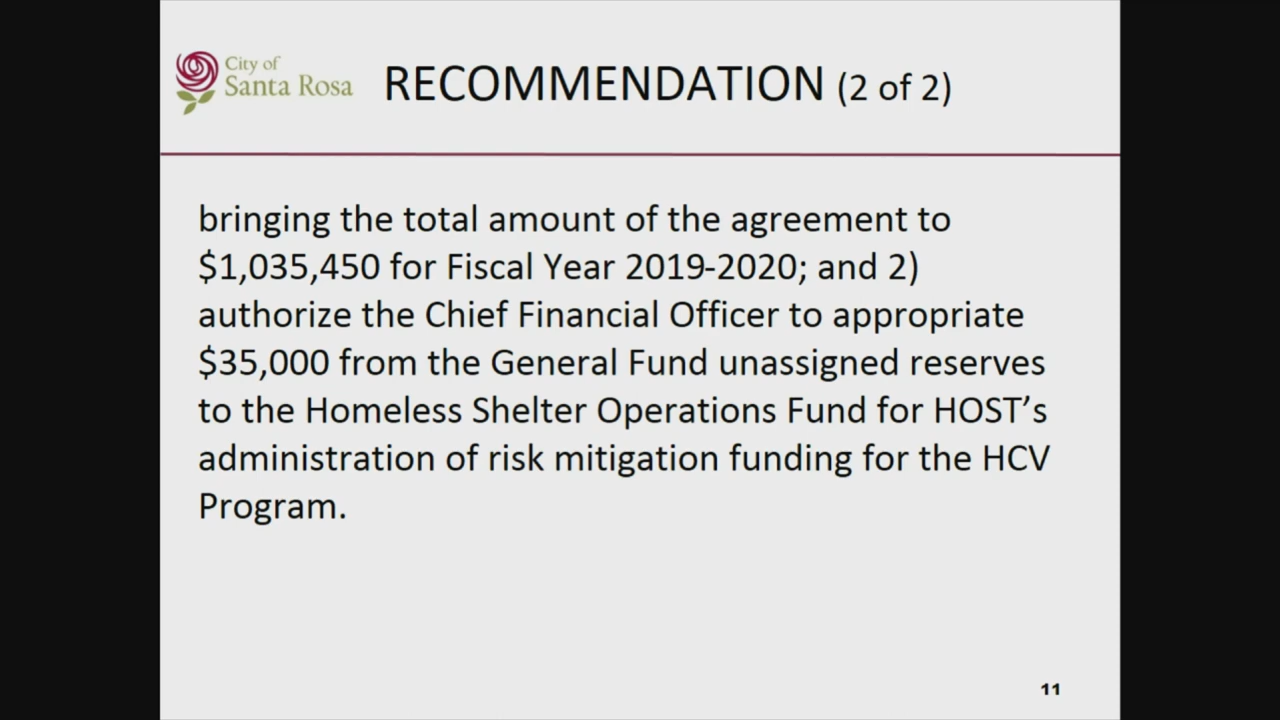 City of
Santa Rosa
RECOMMENDATION (2 of 2)
bringing the total amount of the agreement to
$1,035,450 for Fiscal Year 2019-2020; and 2)
authorize the Chief Financial Officer to appropriate
$35,000 from the General Fund unassigned reserves
to the Homeless Shelter Operations Fund for HOST’s
administration of risk mitigation funding for the HCV
Program.
11